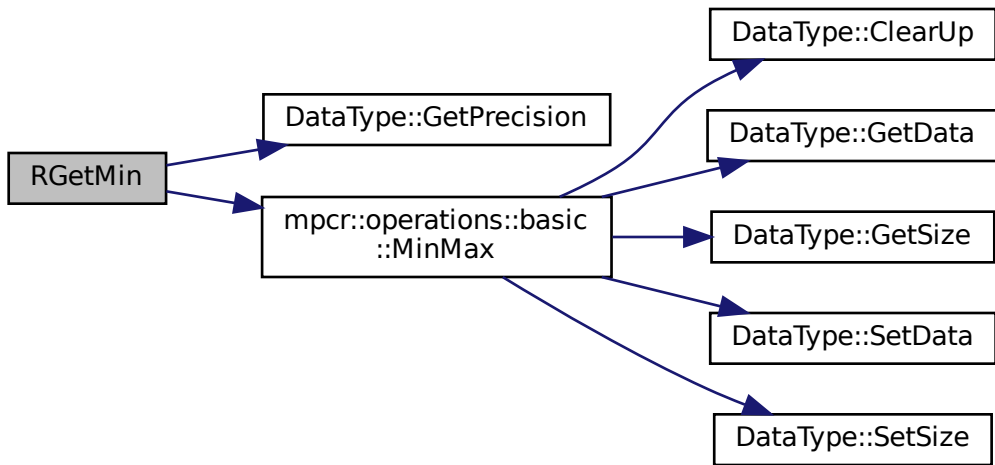 RGetMin
DataType::GetPrecision
mpcr::operations::basic
::MinMax
DataType::ClearUp
DataType::GetData
DataType::GetSize
DataType::SetData
DataType::SetSize